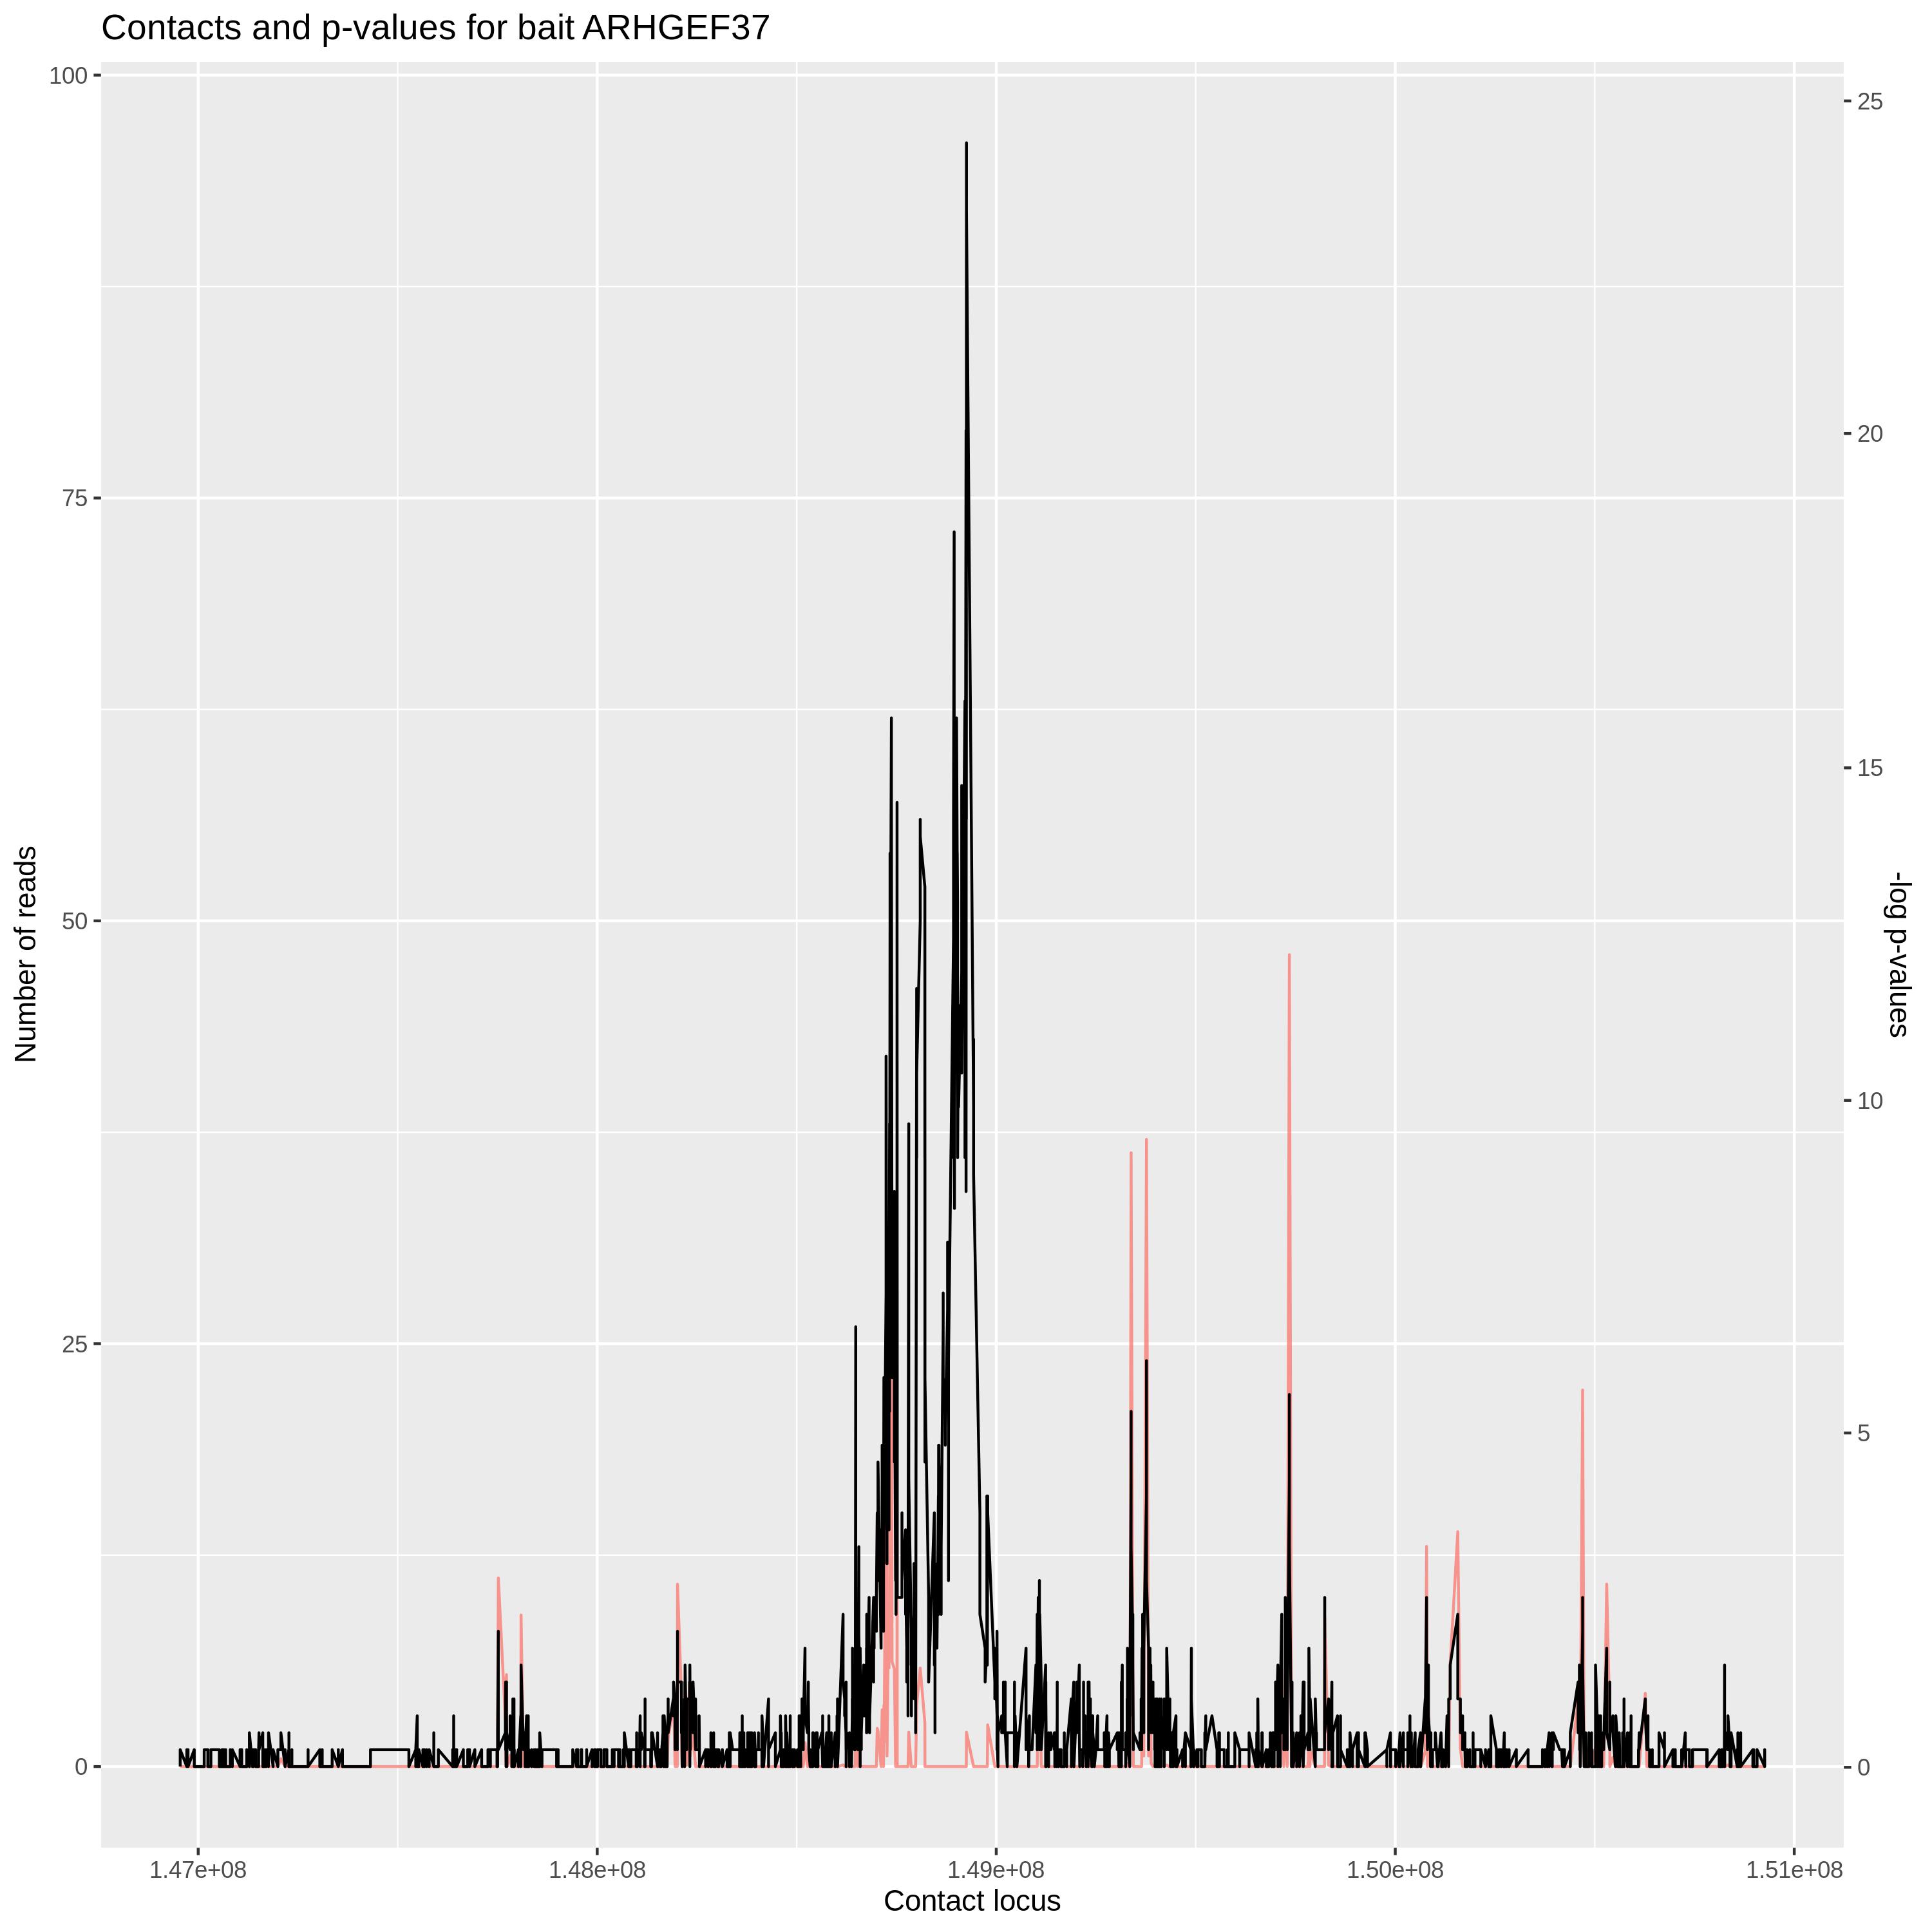 Contacts and p-values for bait ARHGEF37
100
75
50
25
0
Number of reads
25
20
15
10
5
0
-log p-values
1.47e+08
1.48e+08
1.49e+08
1.50e+08
1.51e+08
Contact locus